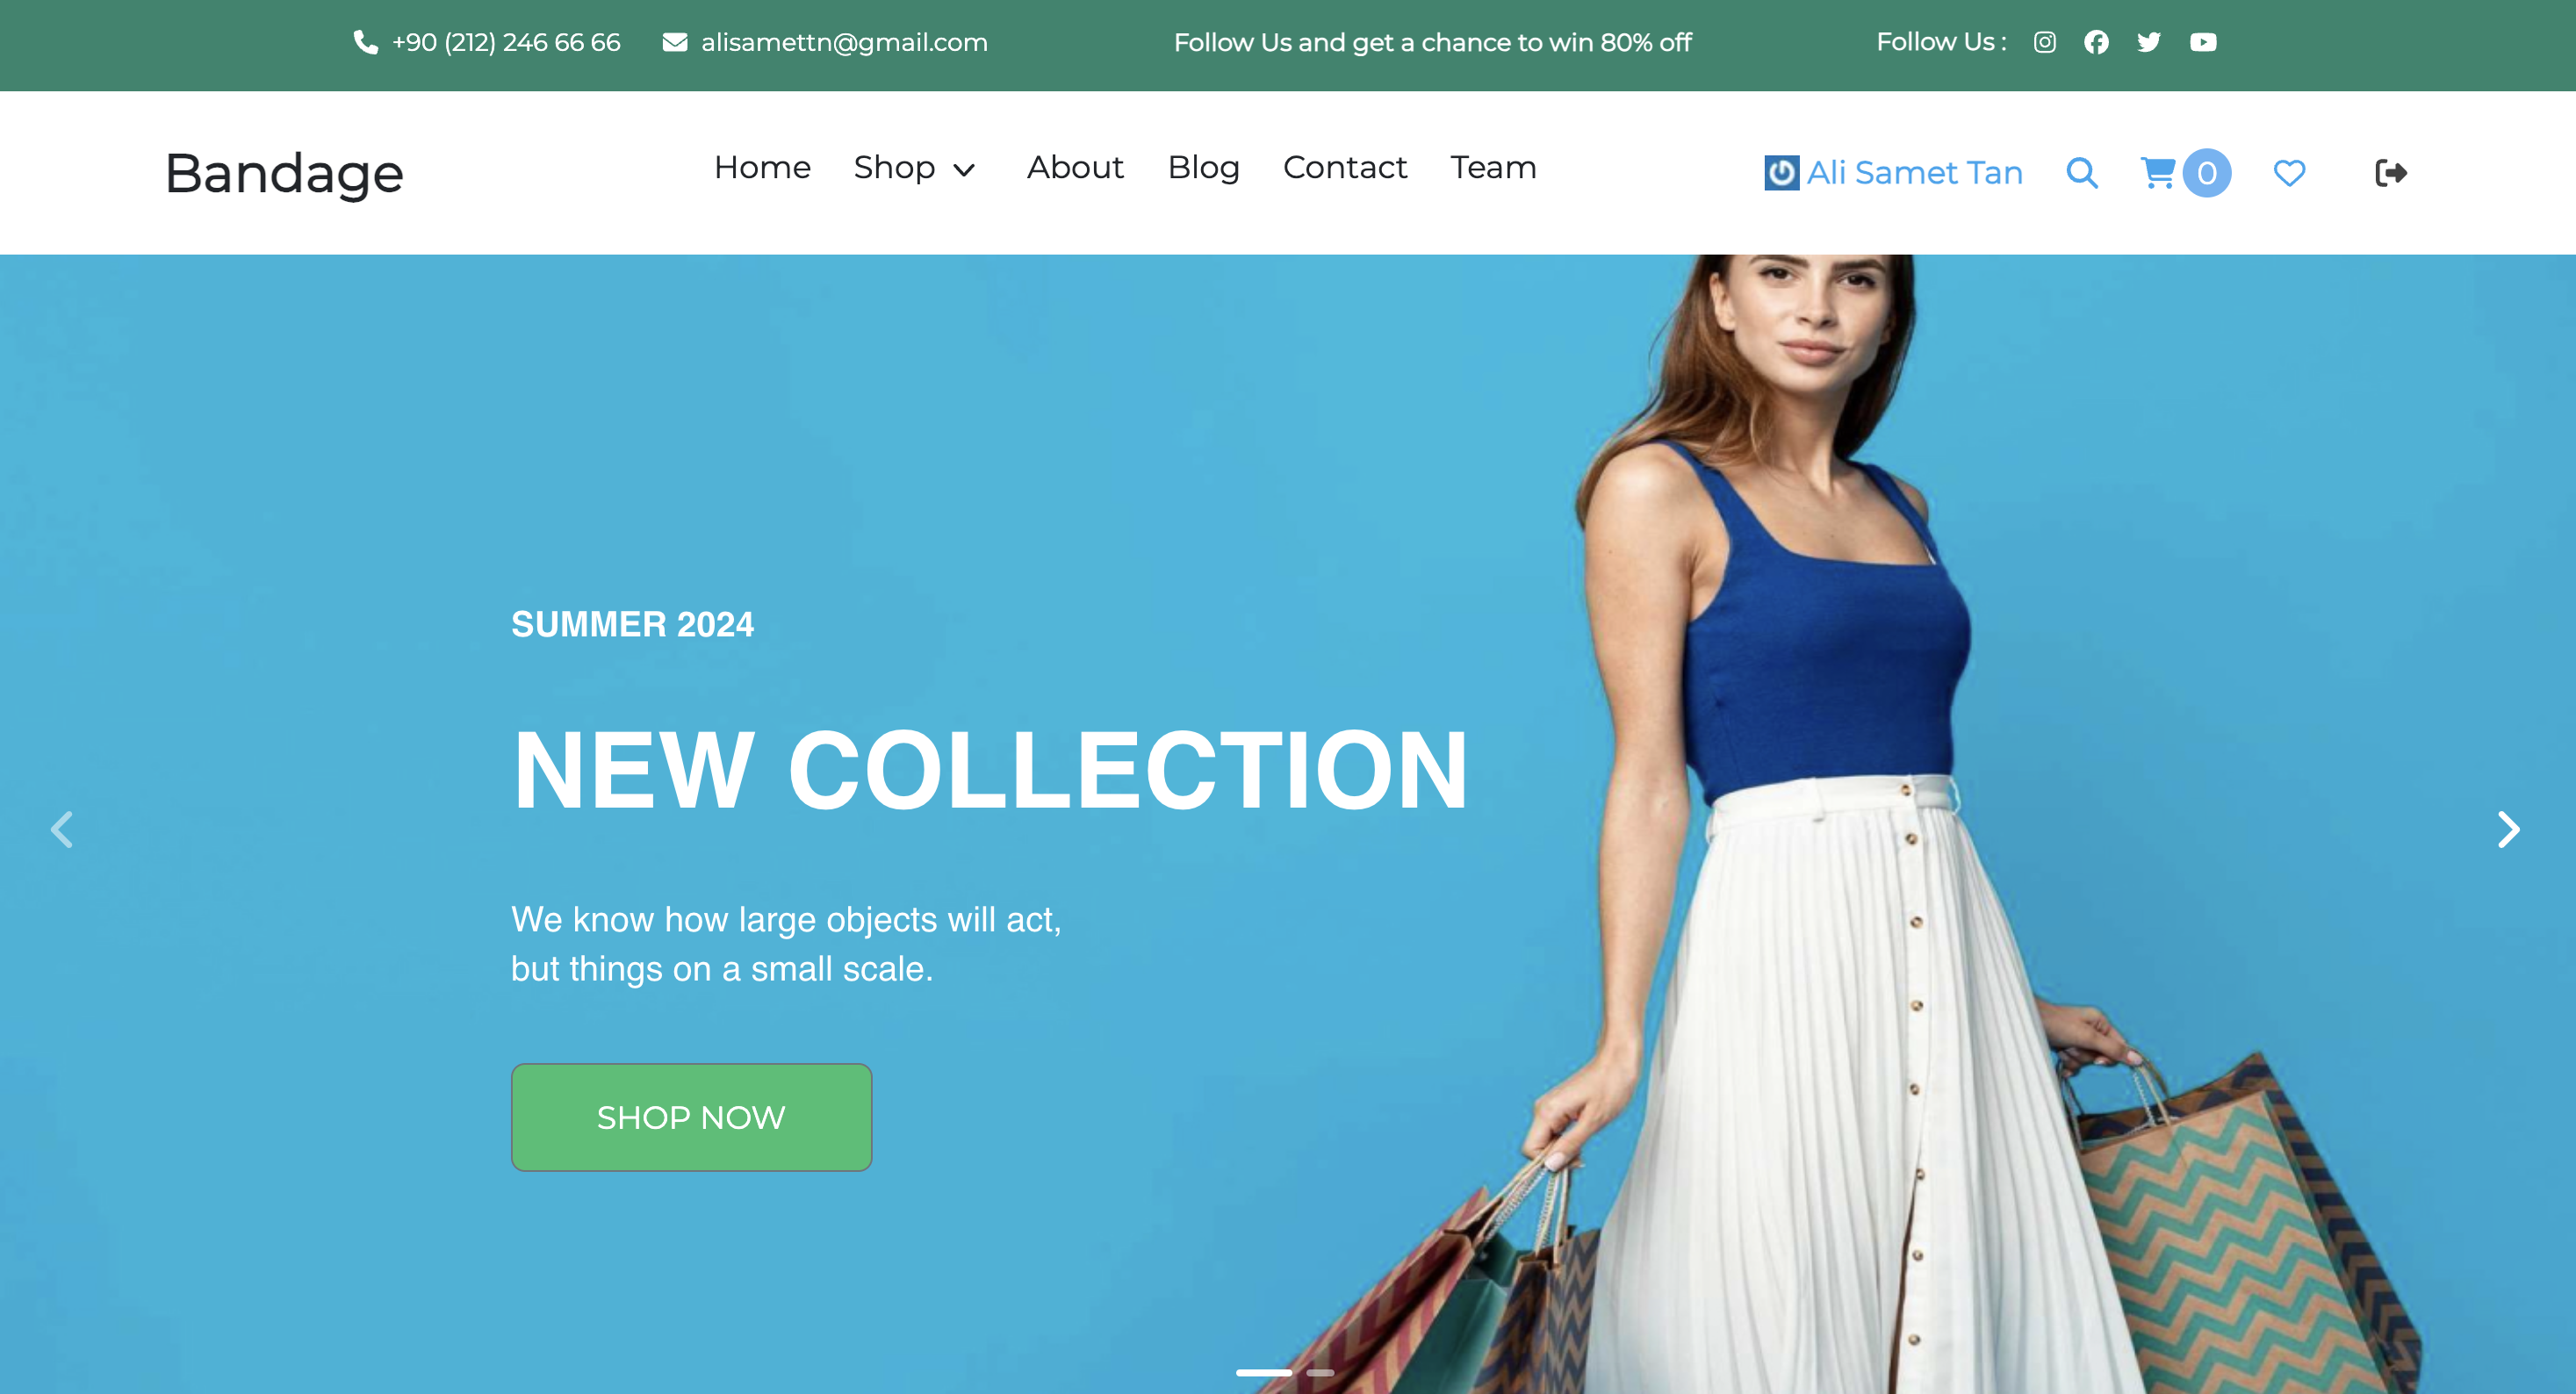 +90 (212) 246 66 66 alisamettn@gmail.com Follow Us and get a chance to win 80% off Follow Us :
Bandage Home Shop About Blog Contact Team Ali Samet Tan 0
SUMMER 2024
NEW COLLECTION
We know how large objects will act,
but things on a small scale.
SHOP NOW